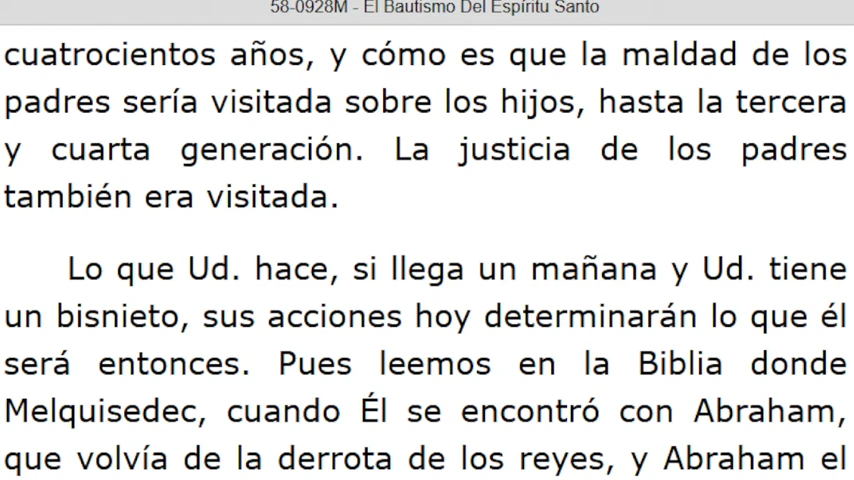 58-0928M - El Bautismo Del Espíritu Santo
cuatrocientos años, y cómo es que la maldad de los
padres sería visitada sobre los hijos, hasta la tercera
y cuarta generación. La justicia de los padres
también era visitada.
Lo que Ud. hace, si llega un mañana y Ud. tiene
un bisnieto, sus acciones hoy determinarán lo que él
será entonces. Pues leemos en la Biblia donde
Melquisedec, cuando Él se encontró con Abraham,
que volvía de la derrota de los reyes, y Abraham el